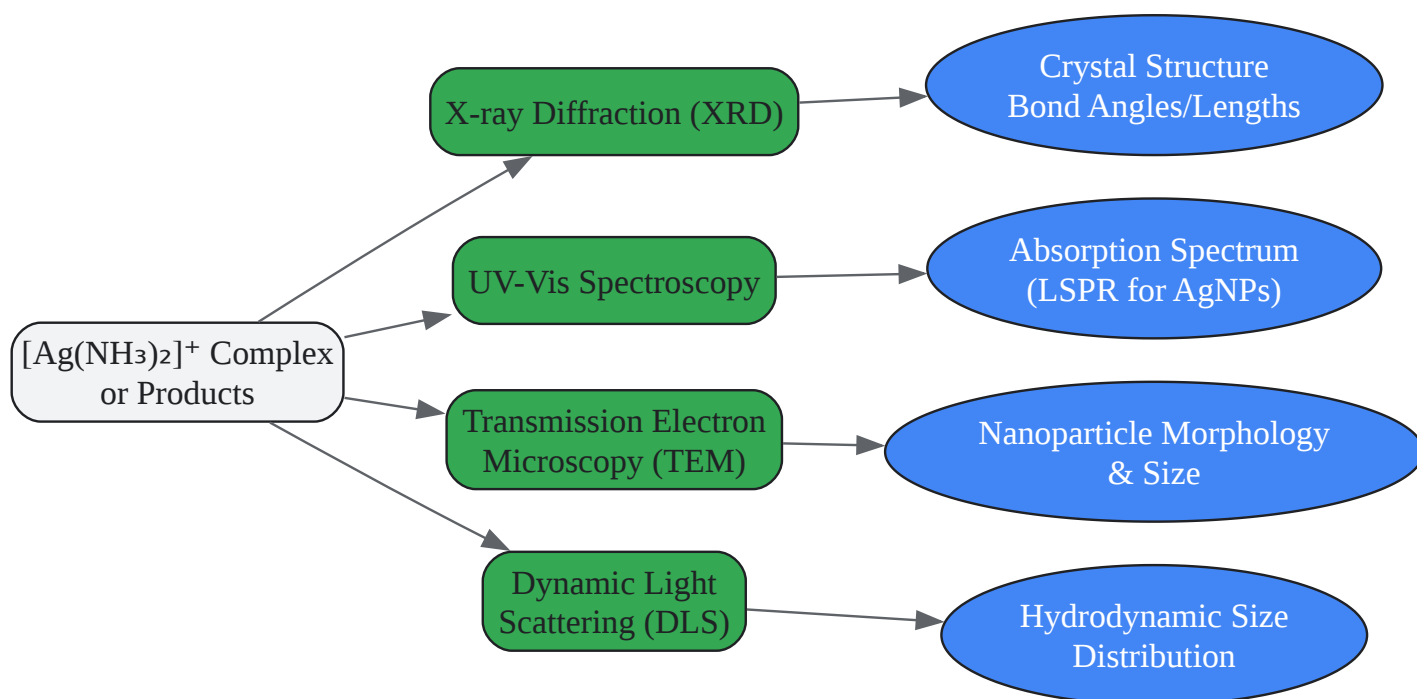 [Ag(NH₃)₂]⁺ Complex
or Products
X-ray Diffraction (XRD)
Crystal Structure
Bond Angles/Lengths
UV-Vis Spectroscopy
Absorption Spectrum
(LSPR for AgNPs)
Transmission Electron
Microscopy (TEM)
Nanoparticle Morphology
& Size
Dynamic Light
Scattering (DLS)
Hydrodynamic Size
Distribution